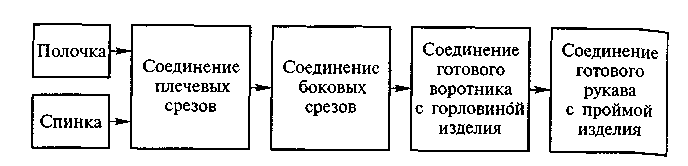 Полочка
Спинка
Соединение
плечевых
срезов
Соединение
боковых
срезов
Соединение
готового
воротника
с горловиной
изделия
Соединение
готового
рукава
с проймой
изделия